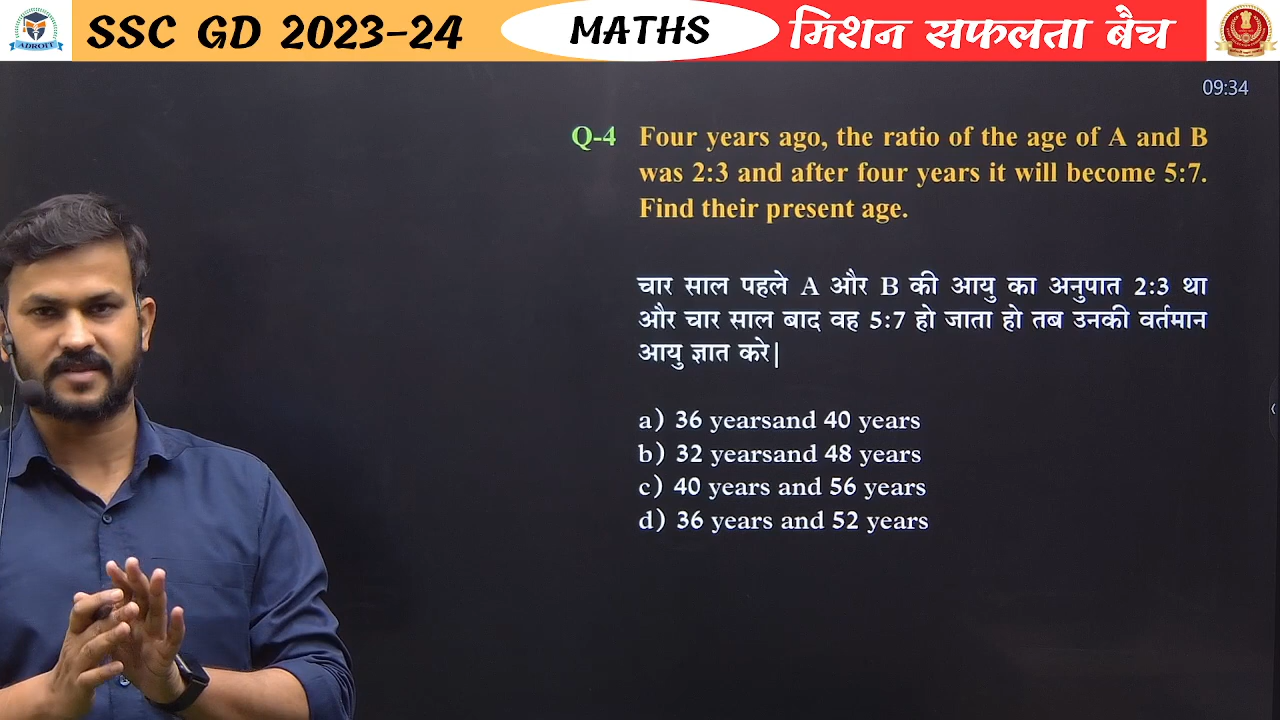 SSC GD 2023-24
MATHS
मिशन सफलता बैच
ADROIT
09:34
Q-4 Four years ago, the ratio of the age of A and B
was 2:3 and after four years it will become 5:7.
Find their present age.
चार साल पहले A और B की आयु का अनुपात 2:3 था
और चार साल बाद वह 5:7 हो जाता हो तब उनकी वर्तमान
आयु ज्ञात करे|
a) 36 yearsand 40 years
b) 32 yearsand 48 years
c) 40 years and 56 years
d) 36 years and 52 years